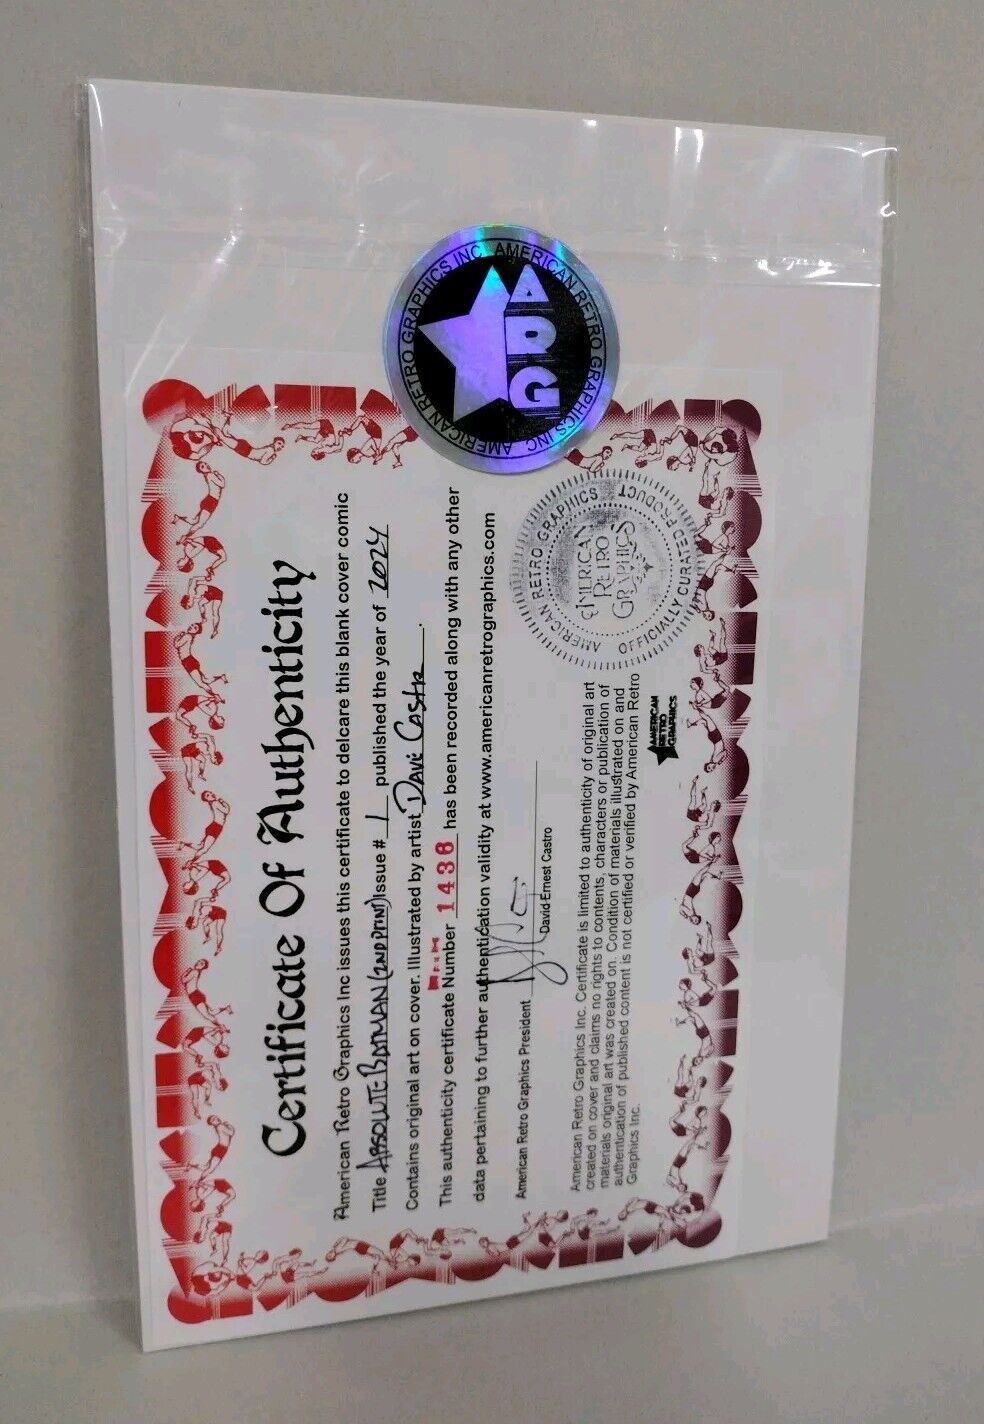 AMERICAN RETRO GRAPHICS INC. AMERICAN RETRO GRAPHICS INC.
ARG
Certificate Of Authenticity
American Retro Graphics Inc issues this certificate to delcare this blank cover comic
Title ABSOLUTE BATMAN (2ND PRINT) Issue # 1 published the year of 2024
Contains original art on cover. Illustrated by artist Dave Castr .
This authenticity certificate Number 1436 has been recorded along with any other
data pertaining to further authentication validity at www.americanretrographics.com
American Retro Graphics President
David Ernest Castro
AMERICAN RETRO GRAPHICS
OFFICIALLY CURATED PRODUCT
AMERICAN
RETRO
GRAPHICS
American Retro Graphics Inc. Certificate is limited to authenticity of original art
created on cover and claims no rights to contents, characters or publication of
materials original art was created on. Condition of materials illustrated on and
authentication of published content is not certified or verified by American Retro
Graphics Inc.
AMERICAN
RETRO
GRAPHICS